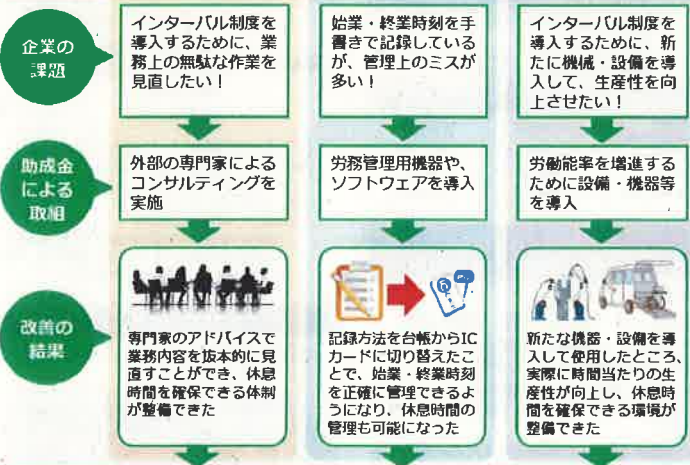 企業の
課題
インターバル制度を
導入するために、業
務上の無駄な作業を
見直したい！
始業・終業時刻を手
書きで記録している
が、管理上のミスが
多い！
インターバル制度を
導入するために、新
たに機械・設備を導
入して、生産性を向
上させたい！
助成金
による
取組
外部の専門家による
コンサルティングを
実施
労務管理用機器や、
ソフトウェアを導入
労働能率を増進する
ために設備・機器等
を導入
改善の
結果
専門家のアドバイスで
業務内容を抜本的に見
直すことができ、休息
時間を確保できる体制
が整備できた
記録方法を台帳からIC
カードに切り替えたこ
とで、始業・終業時刻
を正確に管理できるよ
うになり、休息時間の
管理も可能になった
新たな機器・設備を導
入して使用したところ、
実際に時間当たりの生
産性が向上し、休息時
間を確保できる環境が
整備できた